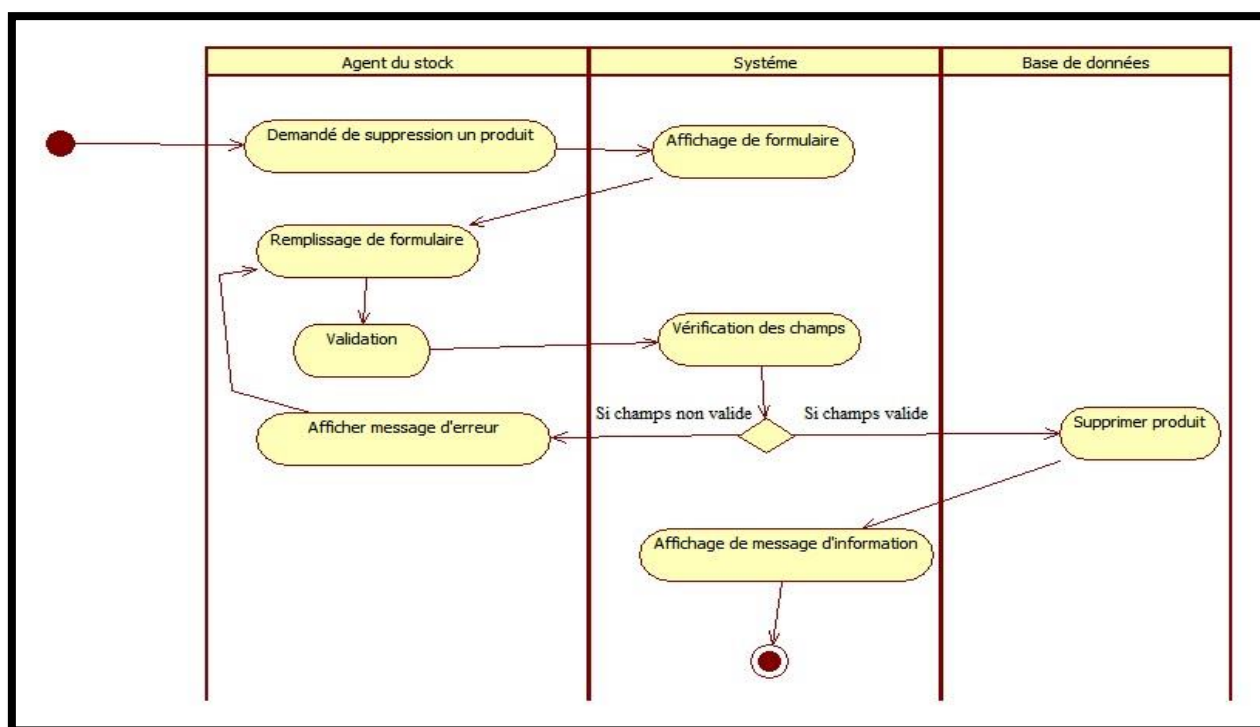 Agent du stock
Systéme
Base de données
Demandé de suppression un produit
Affichage de formulaire
Remplissage de formulaire
Validation
Vérification des champs
Si champs non valide
Si champs valide
Afficher message d'erreur
Supprimer produit
Affichage de message d'information